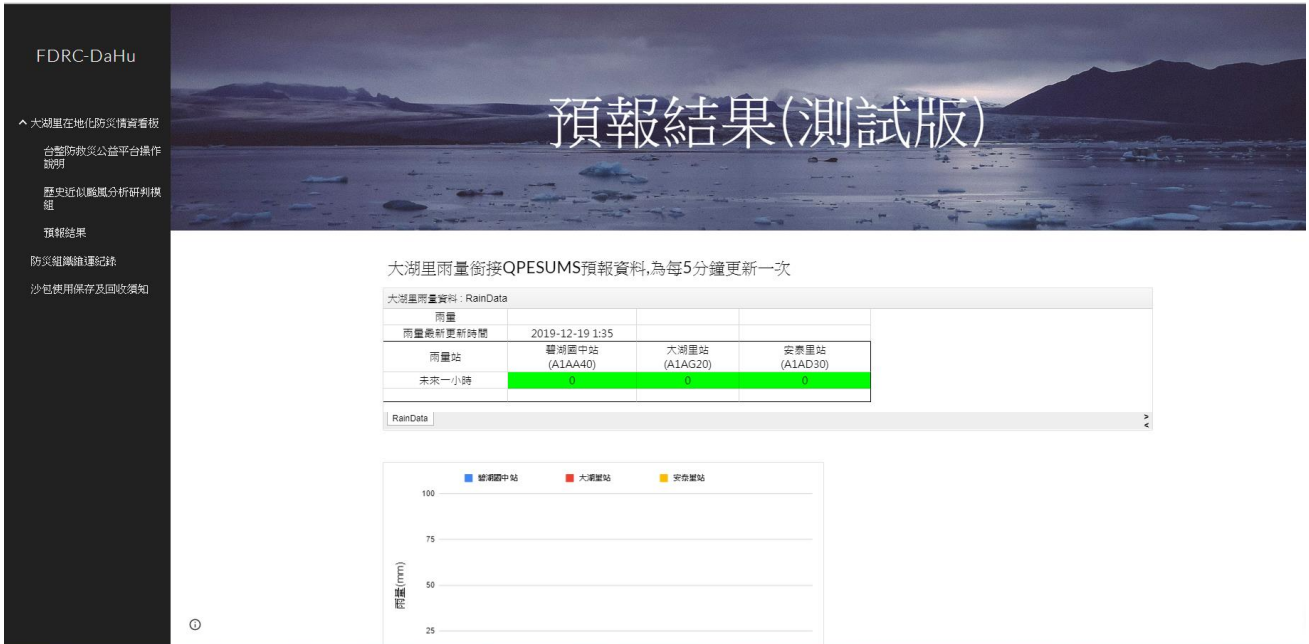 FDRC-DaHu
大湖里在地化防災情資看板
台整防救災公益平台操作
說明
歷史近似颱風分析研判模
組
預報結果
防災組織維運紀錄
沙包使用保存及回收須知
預報結果(測試版)
大湖里雨量銜接QPESUMS預報資料,為每5分鐘更新一次
大湖里雨量資料 : RainData
雨量
雨量最新更新時間 2019-12-19 1:35
雨量站 碧湖國中站 (A1AA40) 大湖里站 (A1AG20) 安泰里站 (A1AD30)
未來一小時 0 0 0
RainData
碧湖國中站 大湖里站 安泰里站
100
75
50
25
雨量(mm)